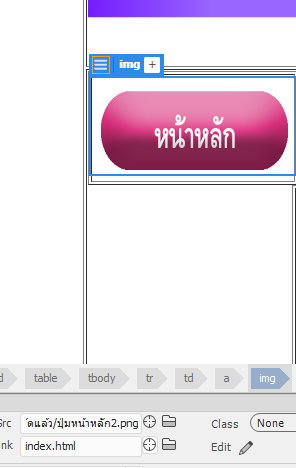 img +
หน้าหลัก
d table tbody tr td a img
Src ัดแล้ว/ปุ่มหน้าหลัก2.png Class None
ink index.html Edit